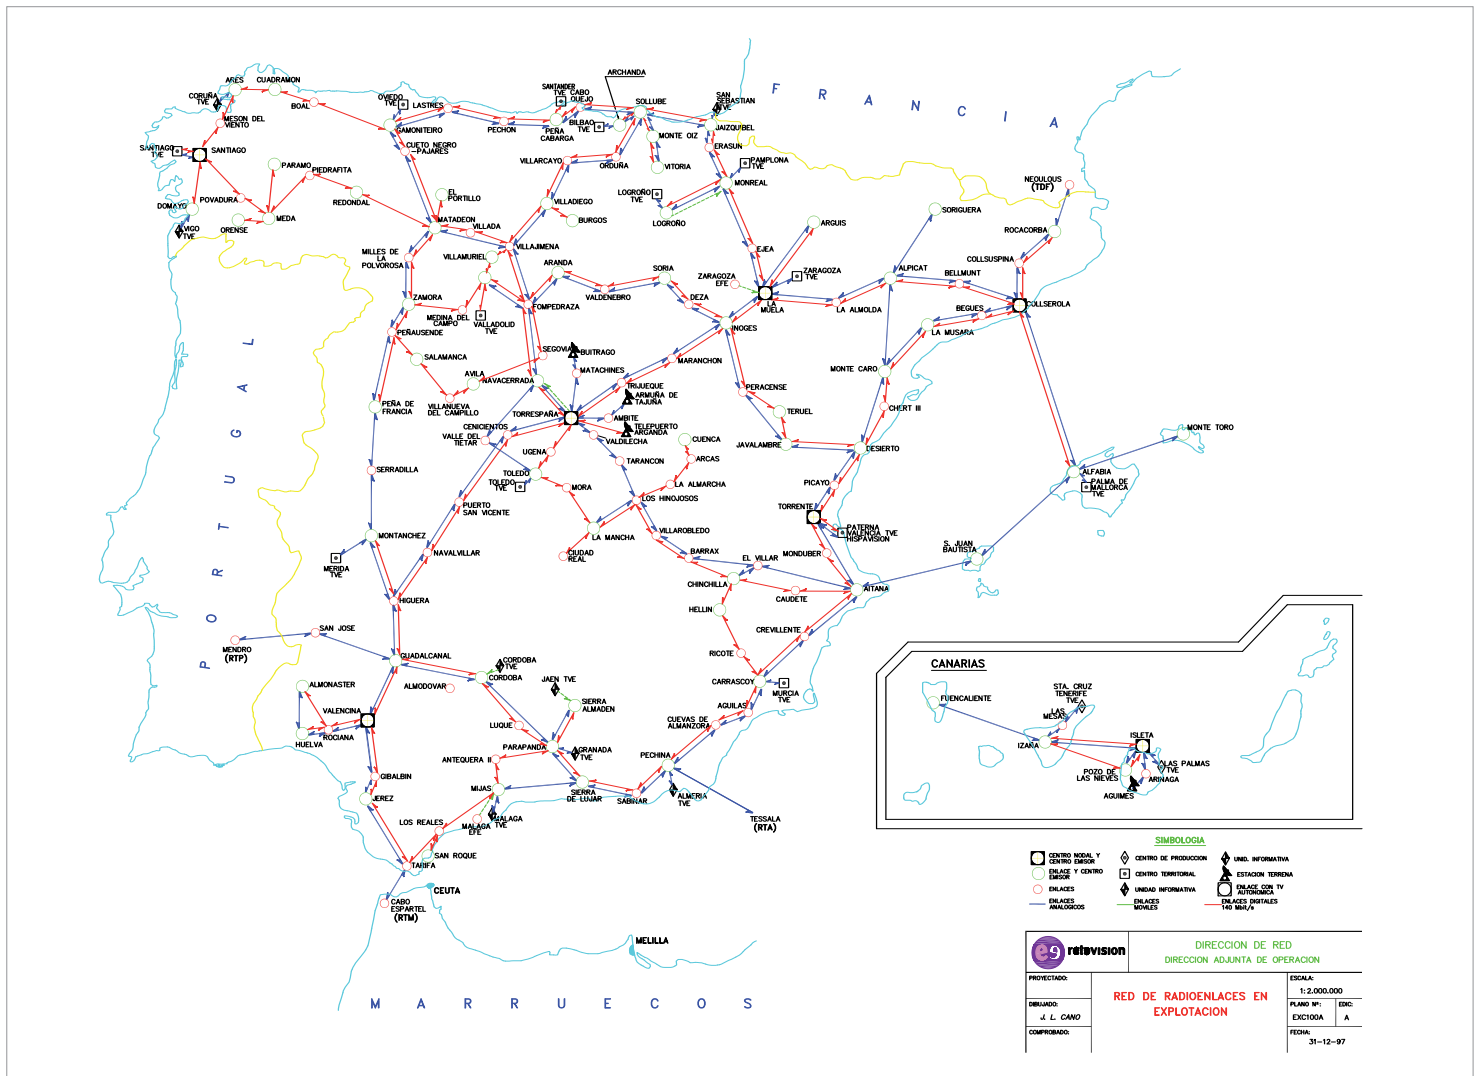 F R A N C I A
P O R T U G A L
M A R R U E C O S
ARES
CUADRAMON
CORUÑA
TVE
BOAL
MESON DEL
VIENTO
SANTIAGO
TVE
SANTIAGO
PARAMO
PIEDRAFITA
POVADURA
DOMAYO
VIGO
TVE
ORENSE
MEDA
REDONDAL
OVIEDO
TVE
LASTRES
GAMONITEIRO
CUETO NEGRO
-PAJARES
PECHON
SANTANDER
TVE
CABO
QUEJO
PEÑA
CABARGA
BILBAO
TVE
ARCHANDA
SOLLUBE
MONTE OIZ
VITORIA
ORDUÑA
VILLARCAYO
SAN
SEBASTIAN
TVE
JAIZQUIBEL
ERASUN
PAMPLONA
TVE
MONREAL
LOGROÑO
TVE
LOGROÑO
EL
PORTILLO
MATADEON
VILLADA
VILLADIEGO
BURGOS
VILLAJIMENA
VILLAMURIEL
MILLES DE
LA
POLVOROSA
ZAMORA
MEDINA DEL
CAMPO
VALLADOLID
TVE
PEÑAUSENDE
SALAMANCA
AVILA
VILLANUEVA
DEL CAMPILLO
PEÑA DE
FRANCIA
ARANDA
VALDENEBRO
FOMPEDRAZA
SORIA
DEZA
SEGOVIA
BUITRAGO
NAVACERRADA
MATACHINES
TRIJUEQUE
MARANCHON
INOGES
ARMUÑA DE
TAJUÑA
AMBITE
TELEPUERTO
ARGANDA
TORRESPAÑA
VALDILECHA
CENICIENTOS
VALLE DEL
TIETAR
UGENA
TOLEDO
TOLEDO
TVE
MORA
TARANCON
CUENCA
ARCAS
LA ALMARCHA
LOS HINOJOSOS
LA MANCHA
CIUDAD
REAL
VILLAROBLEDO
BARRAX
EJEA
ARGUIS
ZARAGOZA
EFE
ZARAGOZA
TVE
LA
MUELA
LA ALMOLDA
ALPICAT
SORIGUERA
NEOULOUS
(TDF)
ROCACORBA
COLLSUSPINA
BELLMUNT
BEGUES
COLLSEROLA
LA MUSARA
MONTE CARO
CHERT III
PERACENSE
TERUEL
JAVALAMBRE
DESIERTO
PICAYO
TORRENTE
PATERNA
VALENCIA TVE
HISPAVISION
MONDUBER
EL VILLAR
CHINCHILLA
CAUDETE
AITANA
HELLIN
CREVILLENTE
RICOTE
CARRASCOY
MURCIA
TVE
AGUILAS
CUEVAS DE
ALMANZORA
PECHINA
ALMERIA
TVE
SABINAR
TESSALA
(RTA)
MONTE TORO
ALFABIA
PALMA DE
MALLORCA
TVE
S. JUAN
BAUTISTA
SERRADILLA
PUERTO
SAN VICENTE
MONTANCHEZ
MERIDA
TVE
NAVALVILLAR
HIGUERA
SAN JOSE
MENDRO
(RTP)
GUADALCANAL
CORDOBA
TVE
CORDOBA
ALMODOVAR
JAEN TVE
SIERRA
ALMADEN
ALMONASTER
VALENCINA
ROCIANA
HUELVA
LUQUE
PARAPANDA
GRANADA
TVE
ANTEQUERA II
GIBALBIN
JEREZ
MIJAS
SIERRA
DE LUJAR
MALAGA
EFE
MALAGA
TVE
LOS REALES
SAN ROQUE
TARIFA
CEUTA
CABO
ESPARTEL
(RTM)
MELILLA
CANARIAS
FUENCALIENTE
STA. CRUZ
TENERIFE
TVE
LAS
MESAS
IZAÑA
ISLETA
LAS PALMAS
TVE
POZO DE
LAS NIEVES
ARINAGA
AGUIMES
SIMBOLOGIA
CENTRO NODAL Y
CENTRO EMISOR
CENTRO DE PRODUCCION
UNID. INFORMATIVA
ENLACE Y CENTRO
EMISOR
CENTRO TERRITORIAL
ESTACION TERRENA
ENLACES
UNIDAD INFORMATIVA
ENLACE CON TV
AUTONOMICA
ENLACES
ANALOGICOS
ENLACES
MOVILES
ENLACES DIGITALES
140 Mbit/s
e9 retevision
DIRECCION DE RED
DIRECCION ADJUNTA DE OPERACION
PROYECTADO:
DIBUJADO:
J. L. CANO
COMPROBADO:
RED DE RADIOENLACES EN
EXPLOTACION
ESCALA:
1:2.000.000
PLANO Nº:
EXC100A
EDIC:
A
FECHA:
31-12-97